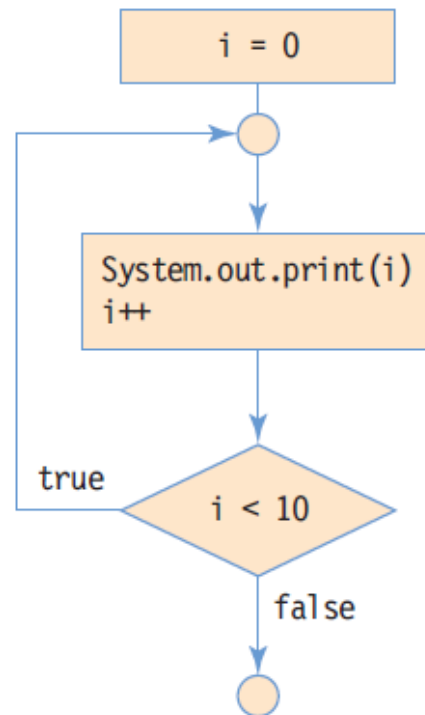 i = 0
System.out.print(i)
i++
true
i < 10
false